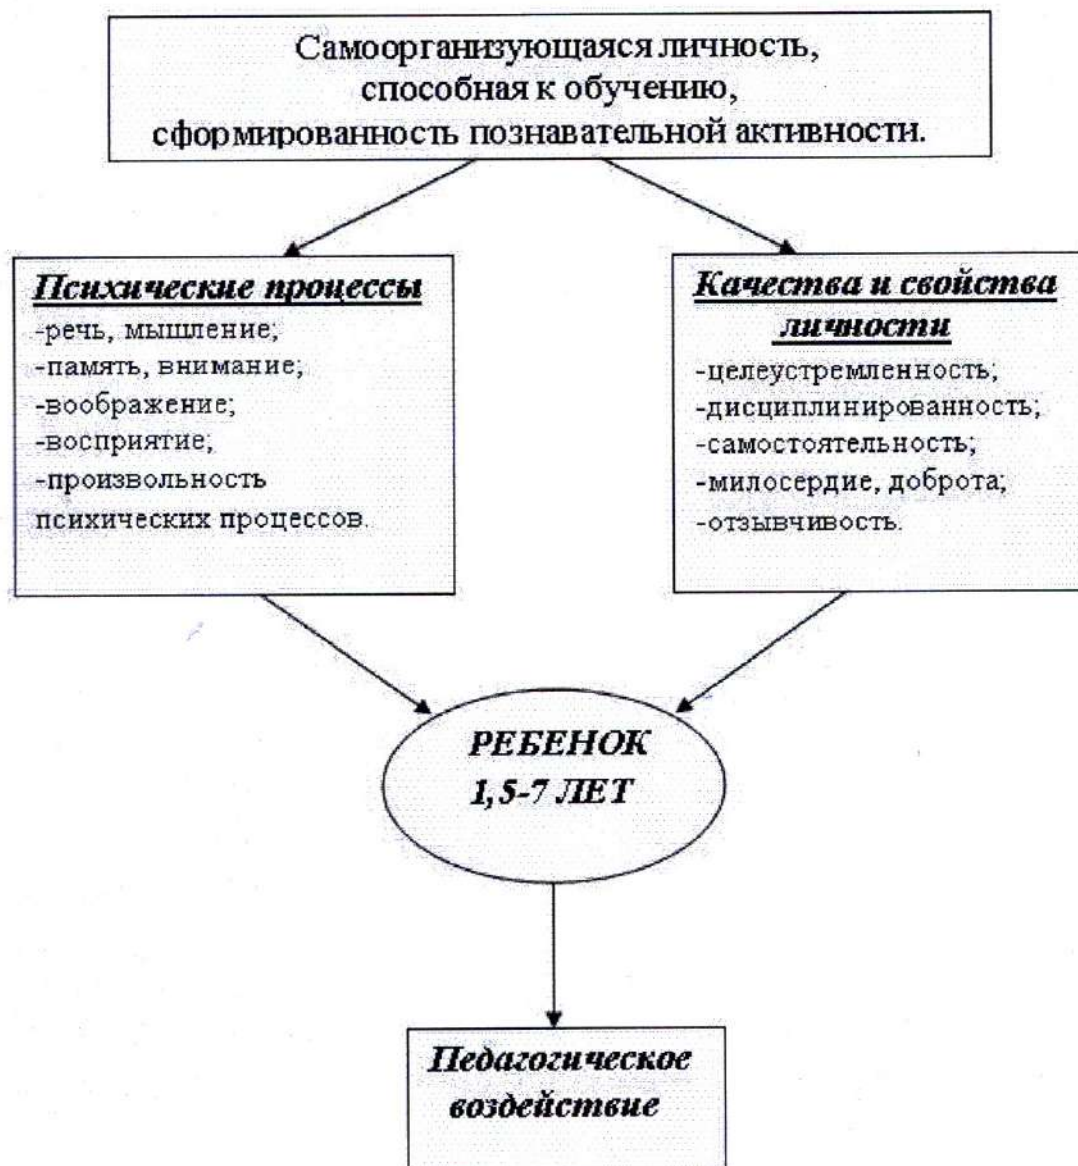 Самоорганизующаяся личность,
способная к обучению,
сформированность познавательной активности.
Психические процессы
-речь, мышление;
-память, внимание;
-воображение;
-восприятие;
-произвольность
психических процессов.
Качества и свойства
личности
-целеустремленность;
-дисциплинированность;
-самостоятельность;
-милосердие, доброта;
-отзывчивость.
РЕБЕНОК
1,5-7 ЛЕТ
Педагогическое
воздействие